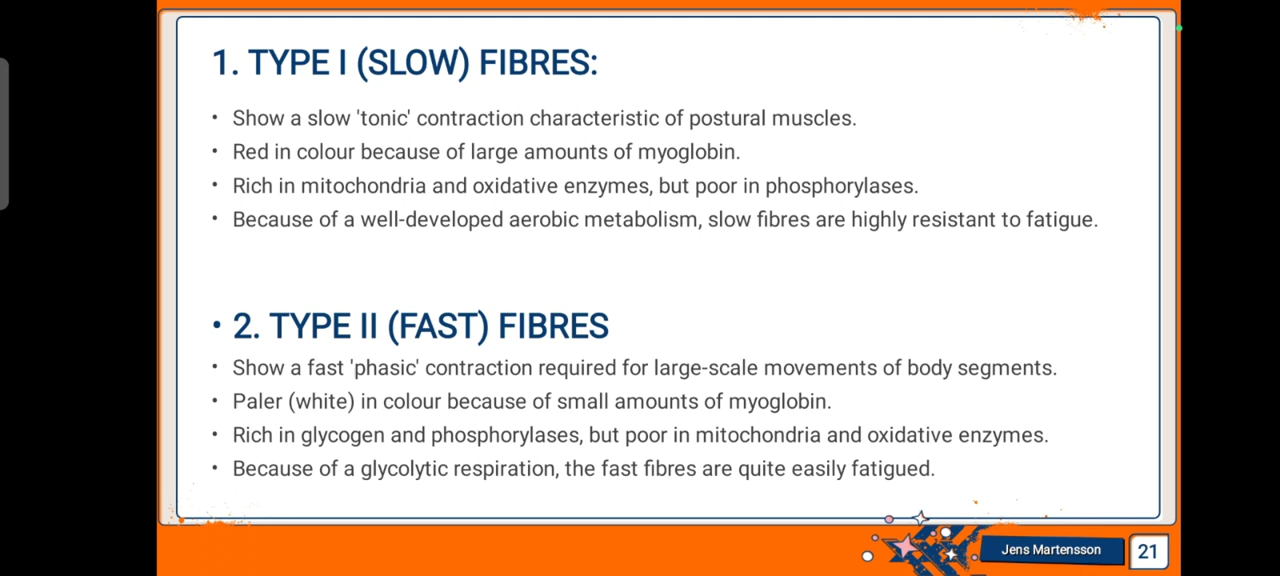 1. TYPE I (SLOW) FIBRES:
• Show a slow 'tonic' contraction characteristic of postural muscles.
• Red in colour because of large amounts of myoglobin.
• Rich in mitochondria and oxidative enzymes, but poor in phosphorylases.
• Because of a well-developed aerobic metabolism, slow fibres are highly resistant to fatigue.
• 2. TYPE II (FAST) FIBRES
• Show a fast 'phasic' contraction required for large-scale movements of body segments.
• Paler (white) in colour because of small amounts of myoglobin.
• Rich in glycogen and phosphorylases, but poor in mitochondria and oxidative enzymes.
• Because of a glycolytic respiration, the fast fibres are quite easily fatigued.
Jens Martensson 21